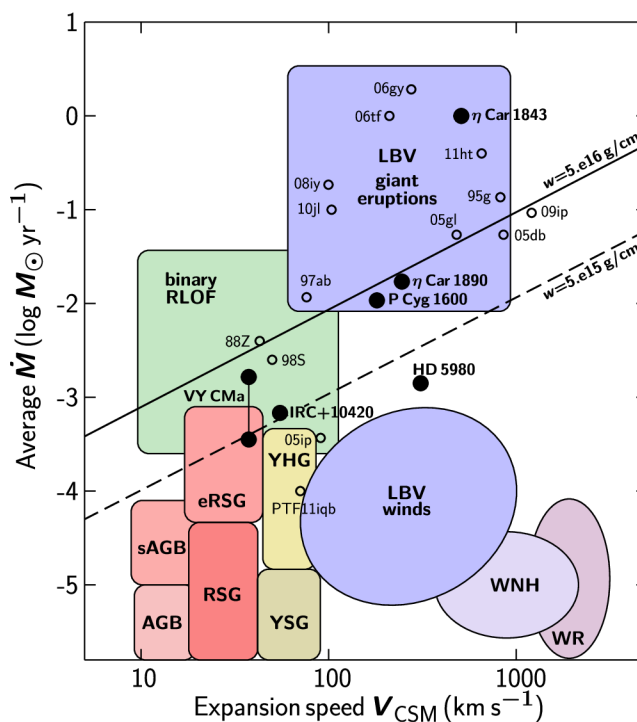 1
0
-1
-2
-3
-4
-5
Average Ṁ (log M⊙ yr⁻¹)
06gy
06tf
η Car 1843
LBV
giant
eruptions
11ht
w=5.e16 g/cm
08iy
10jl
95g
09ip
05gl
05db
binary
RLOF
97ab
η Car 1890
P Cyg 1600
w=5.e15 g/cm
88Z
98S
HD 5980
VY CMa
IRC+10420
05ip
YHG
eRSG
PTF11iqb
LBV
winds
sAGB
RSG
AGB
YSG
WNH
WR
10
100
1000
Expansion speed V_CSM (km s⁻¹)